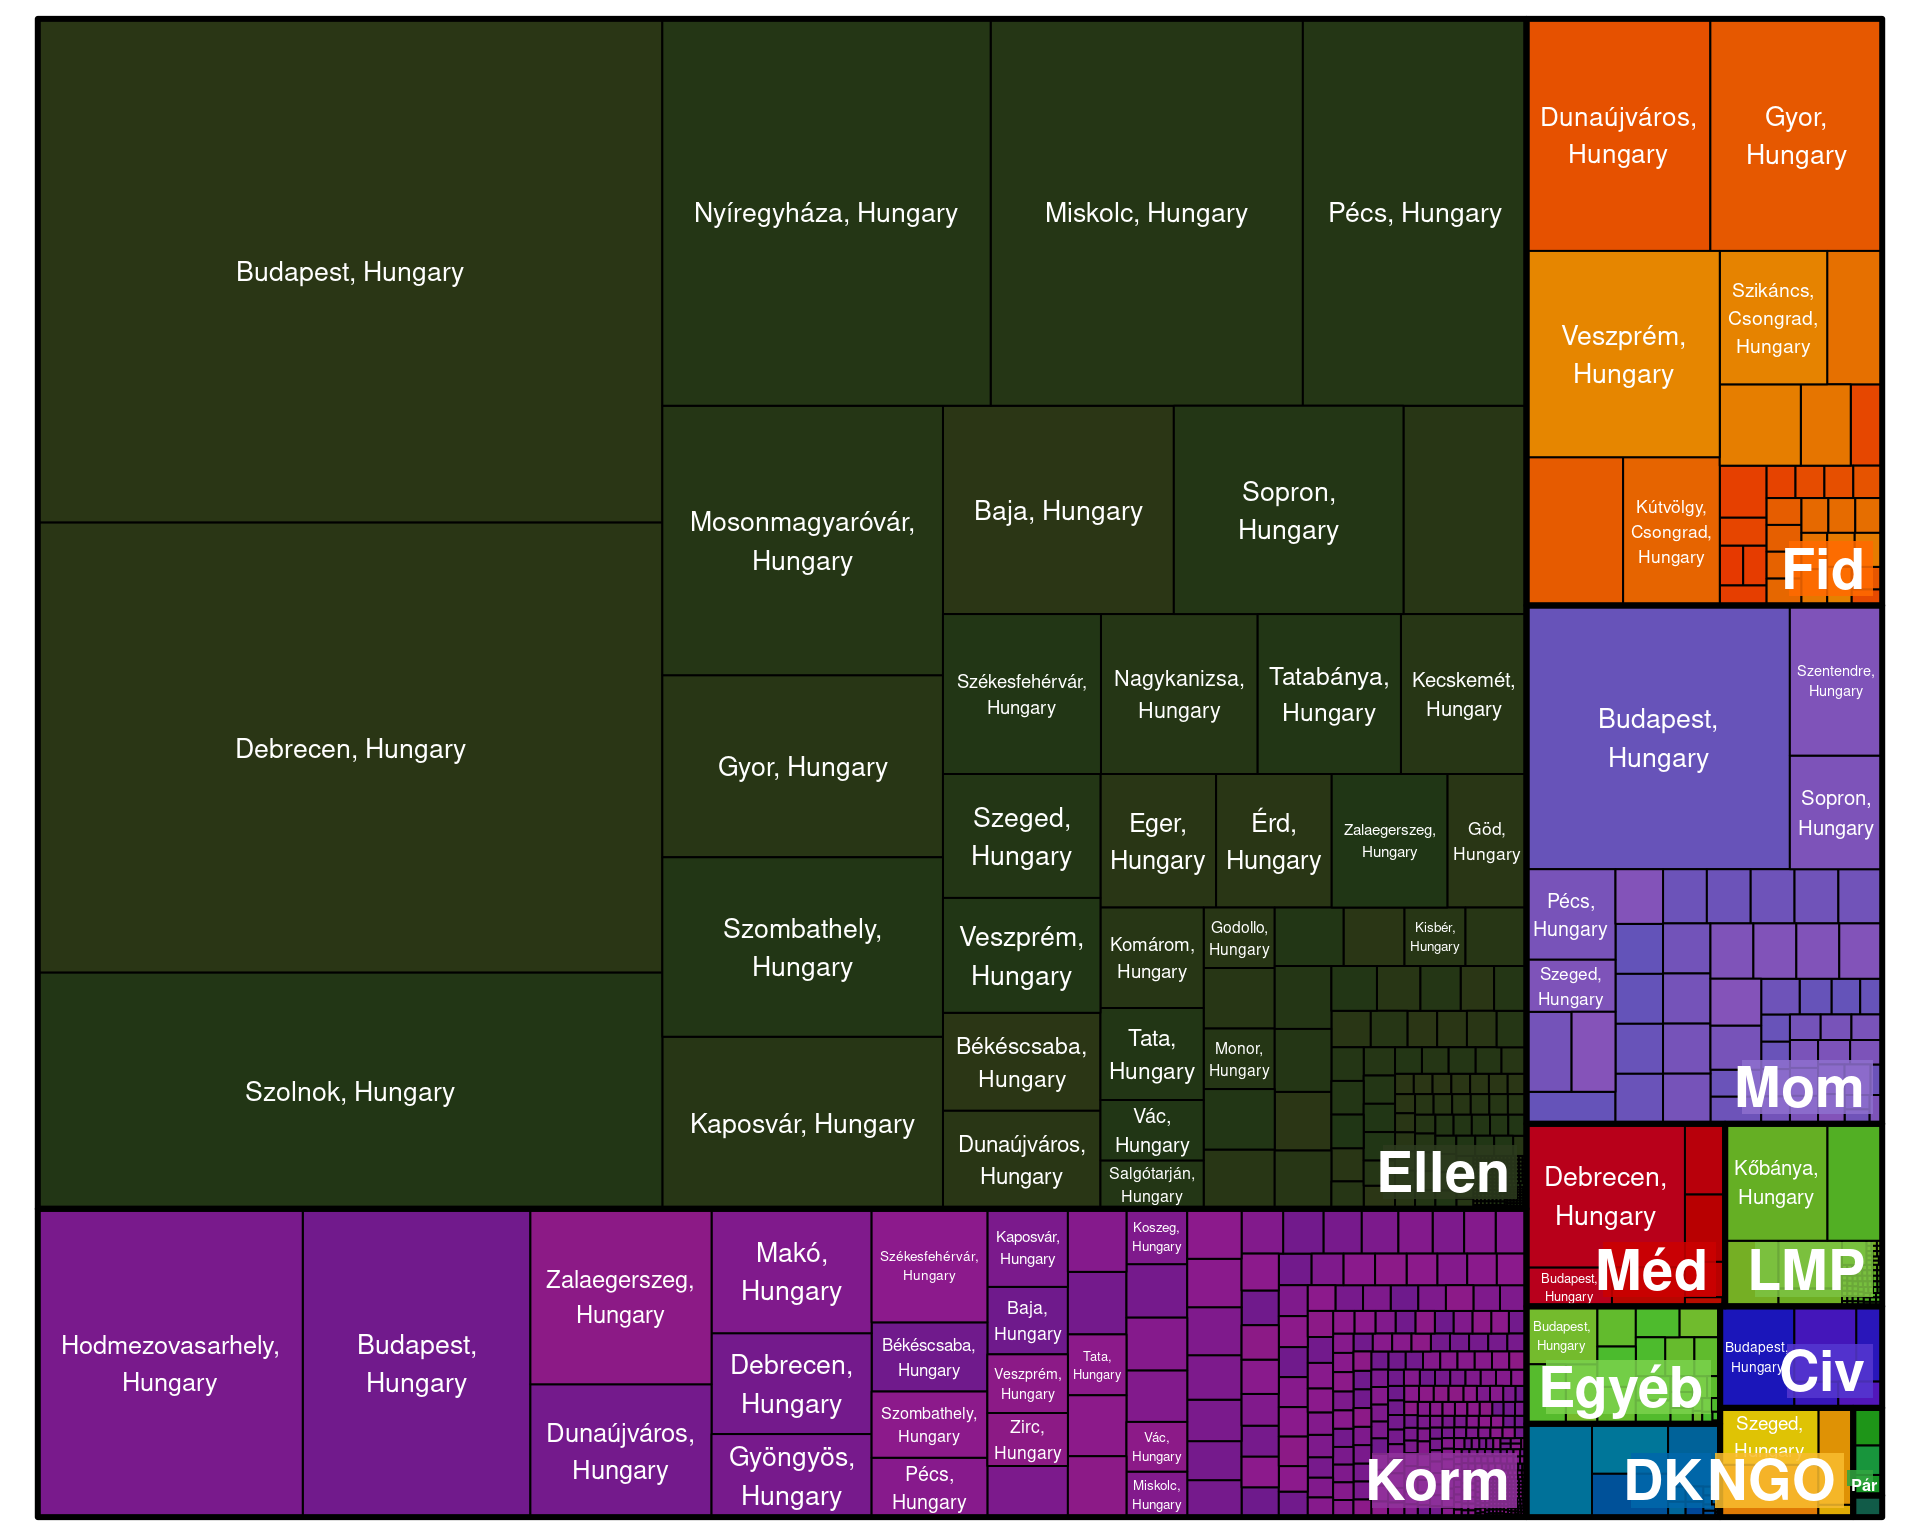 Budapest, Hungary
Debrecen, Hungary
Szolnok, Hungary
Nyíregyháza, Hungary
Miskolc, Hungary
Pécs, Hungary
Mosonmagyaróvár,
Hungary
Gyor, Hungary
Szombathely,
Hungary
Kaposvár, Hungary
Baja, Hungary
Sopron,
Hungary
Székesfehérvár,
Hungary
Nagykanizsa,
Hungary
Tatabánya,
Hungary
Kecskemét,
Hungary
Szeged,
Hungary
Veszprém,
Hungary
Békéscsaba,
Hungary
Dunaújváros,
Hungary
Eger,
Hungary
Érd,
Hungary
Zalaegerszeg,
Hungary
Göd,
Hungary
Komárom,
Hungary
Tata,
Hungary
Vác,
Hungary
Salgótarján,
Hungary
Godollo,
Hungary
Monor,
Hungary
Kisbér,
Hungary
Ellen
Hodmezovasarhely,
Hungary
Budapest,
Hungary
Zalaegerszeg,
Hungary
Dunaújváros,
Hungary
Makó,
Hungary
Debrecen,
Hungary
Gyöngyös,
Hungary
Székesfehérvár,
Hungary
Békéscsaba,
Hungary
Szombathely,
Hungary
Pécs,
Hungary
Kaposvár,
Hungary
Baja,
Hungary
Veszprém,
Hungary
Zirc,
Hungary
Tata,
Hungary
Koszeg,
Hungary
Vác,
Hungary
Miskolc,
Hungary
Korm
Dunaújváros,
Hungary
Gyor,
Hungary
Veszprém,
Hungary
Szikáncs,
Csongrad,
Hungary
Kútvölgy,
Csongrad,
Hungary
Fid
Budapest,
Hungary
Szentendre,
Hungary
Sopron,
Hungary
Pécs,
Hungary
Szeged,
Hungary
Mom
Debrecen,
Hungary
Budapest,
Hungary
Méd
Kőbánya,
Hungary
LMP
Budapest,
Hungary
Egyéb
Budapest,
Hungary
Civ
DK
Szeged,
Hungary
NGO
Pár